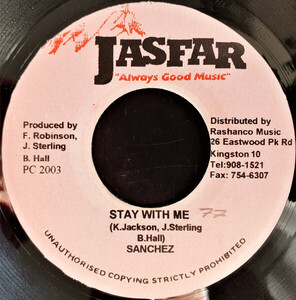 JASFAR
"Always Good Music"
Produced by
F. Robinson,
J. Sterling
B. Hall
PC 2003
Distributed by
Rashanco Music
26 Eastwood Pk Rd
Kingston 10
Tel: 908-1521
Fax: 754-6307
STAY WITH ME 77
(K.Jackson, J.Sterling
B.Hall)
SANCHEZ
UNAUTHORISED COPYING STRICTLY PROHIBITED